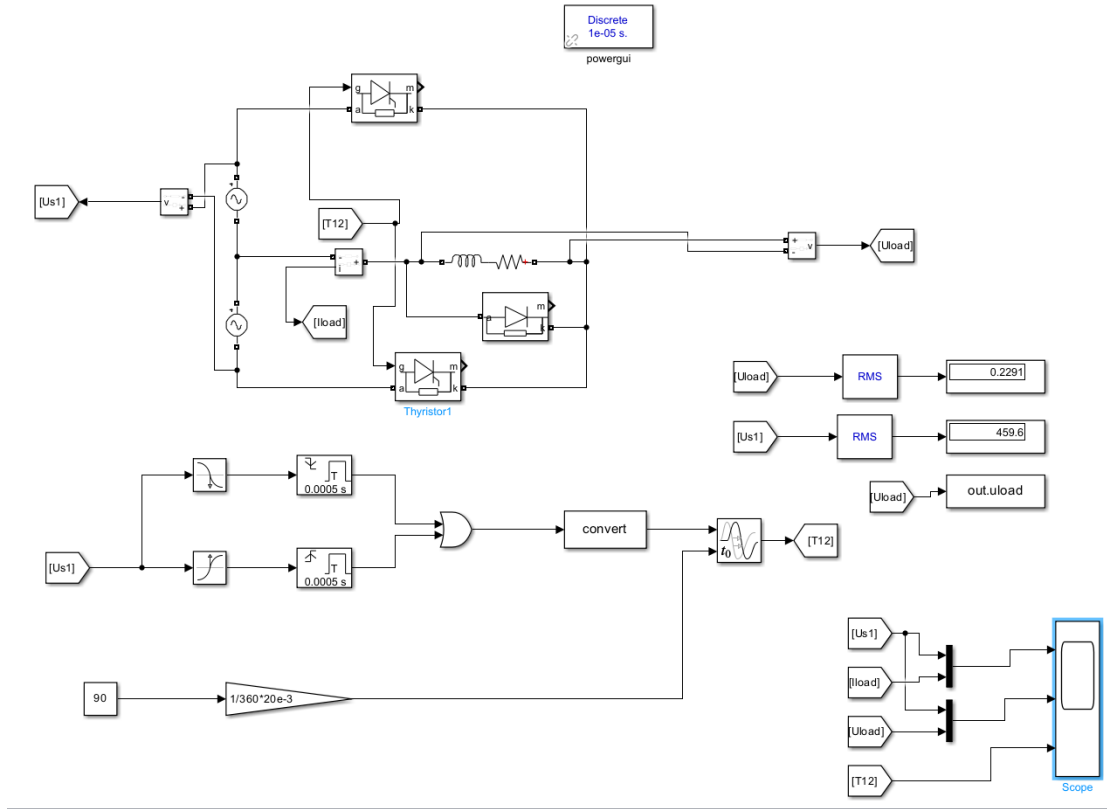 Discrete
1e-05 s.
powergui
g
m
a
k
[Us1]
v
-
+
[T12]
[Uload]
+
-
v
-
i
+
[Iload]
m
a
k
g
m
a
k
Thyristor1
[Uload]
RMS
0.2291
[Us1]
RMS
459.6
[Uload]
out.uload
T
0.0005 s
convert
[T12]
t0
[Us1]
T
0.0005 s
[Us1]
[Iload]
90
1/360*20e-3
[Uload]
[T12]
Scope